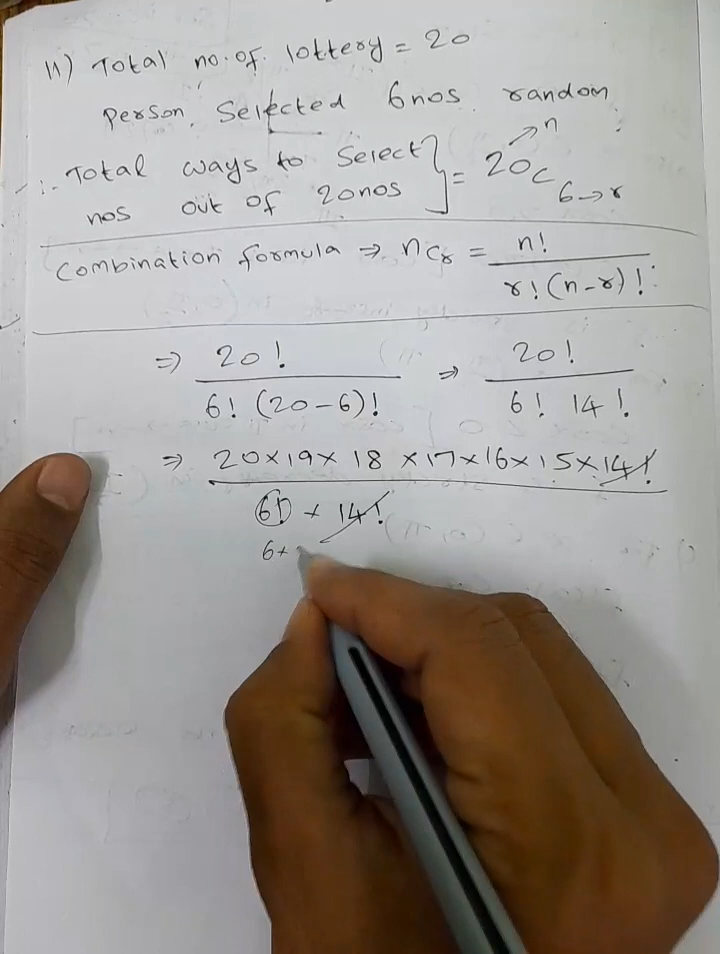 11) Total no. of. lottery = 20
Person. Selected 6nos random
∴ Total ways to Select } = 20C6→r →n
nos out of 20nos
Combination formula ⇒ nCr = n! / r! (n-r)!
⇒ 20! / 6! (20-6)! ⇒ 20! / 6! 14!
⇒ 20×19×18×17×16×15×14! / 6! × 14!
6×